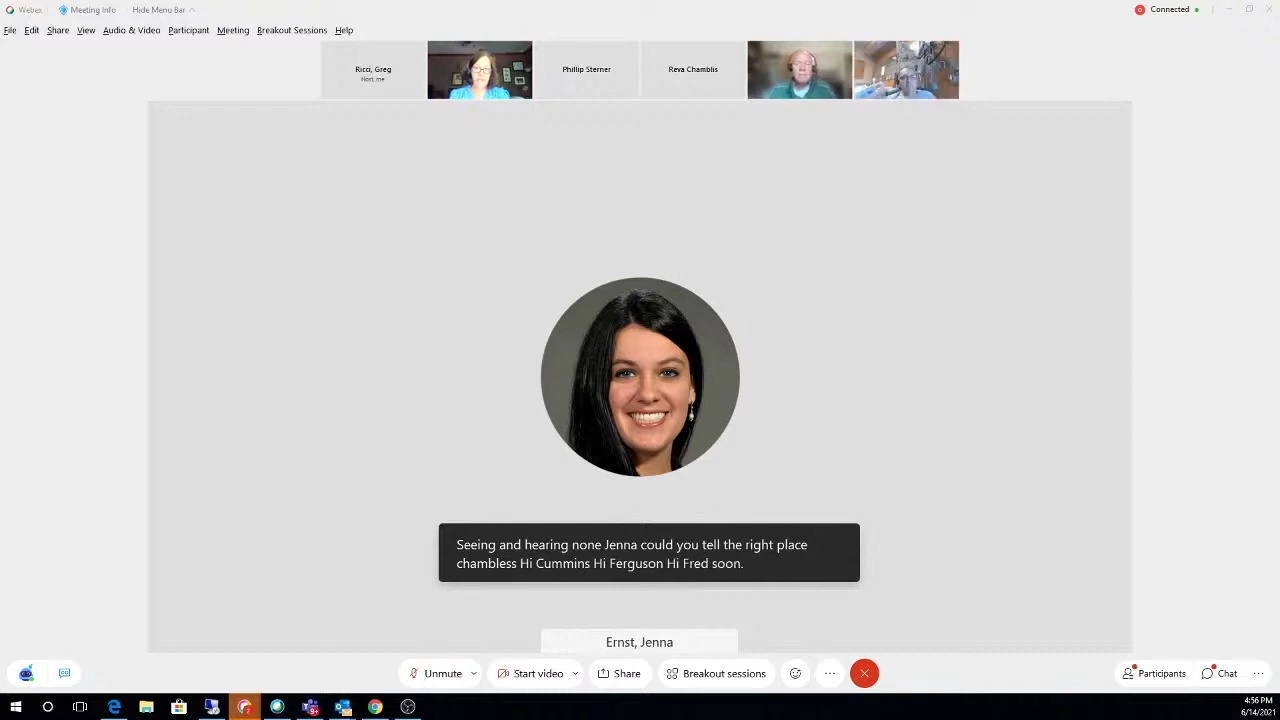 Webex
Meeting Info
Hide Menu Bar
Connected
File Edit Share View Audio & Video Participant Meeting Breakout Sessions Help
Ricci, Greg
Host, me
Phillip Sterner
Reva Chamblis
Seeing and hearing none Jenna could you tell the right place
chambless Hi Cummins Hi Ferguson Hi Fred soon.
Ernst, Jenna
Unmute
Start video
Share
Breakout sessions
Participants
Chat
4:56 PM
6/14/2021